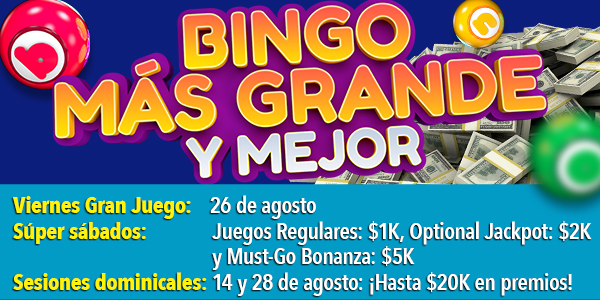 BINGO
MÁS GRANDE
Y MEJOR
Viernes Gran Juego: 26 de agosto
Súper sábados: Juegos Regulares: $1K, Optional Jackpot: $2K
y Must-Go Bonanza: $5K
Sesiones dominicales: 14 y 28 de agosto: ¡Hasta $20K en premios!